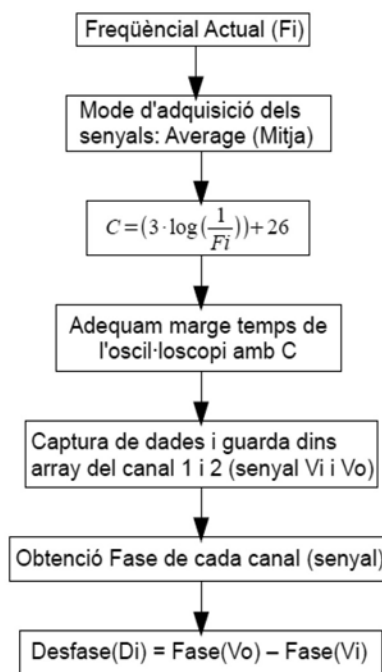 Freqüèncial Actual (Fi)
Mode d'adquisició dels
senyals: Average (Mitja)
C=(3·log(1/Fi))+26
Adequam marge temps de
l'oscil·loscopi amb C
Captura de dades i guarda dins
array del canal 1 i 2 (senyal Vi i Vo)
Obtenció Fase de cada canal (senyal)
Desfase(Di) = Fase(Vo) – Fase(Vi)